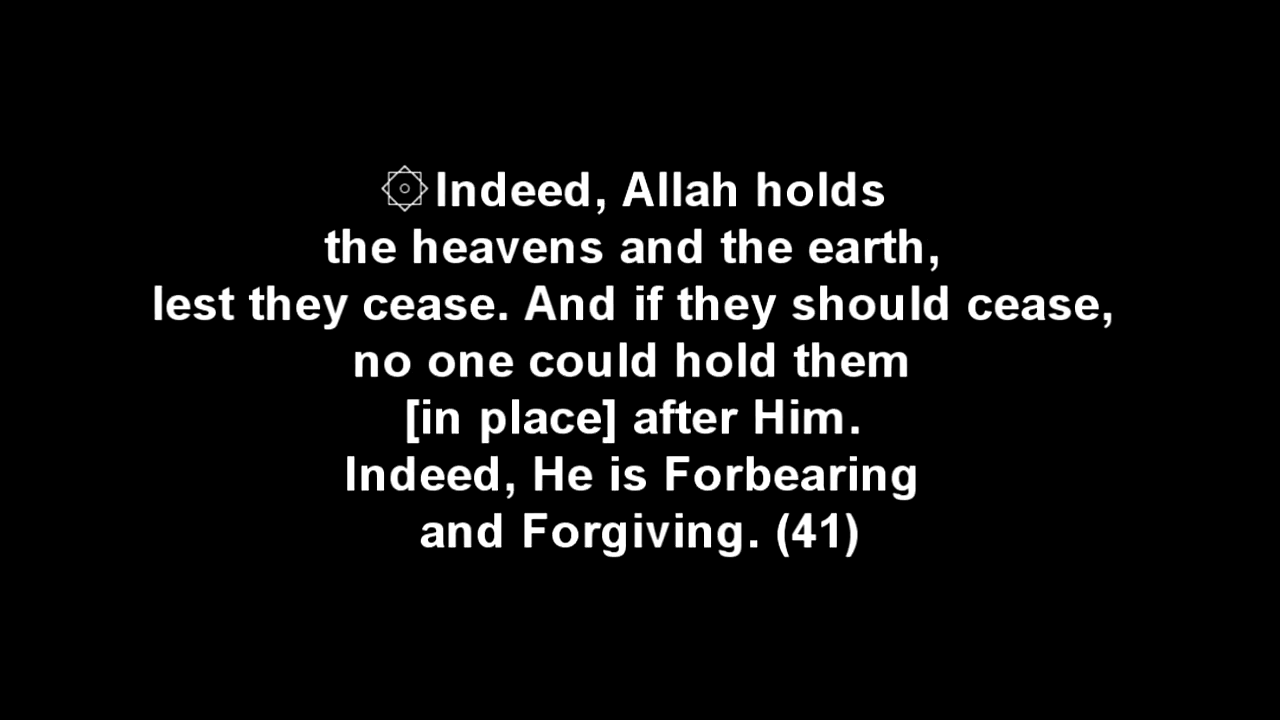 ۞Indeed, Allah holds
the heavens and the earth,
lest they cease. And if they should cease,
no one could hold them
[in place] after Him.
Indeed, He is Forbearing
and Forgiving. (41)